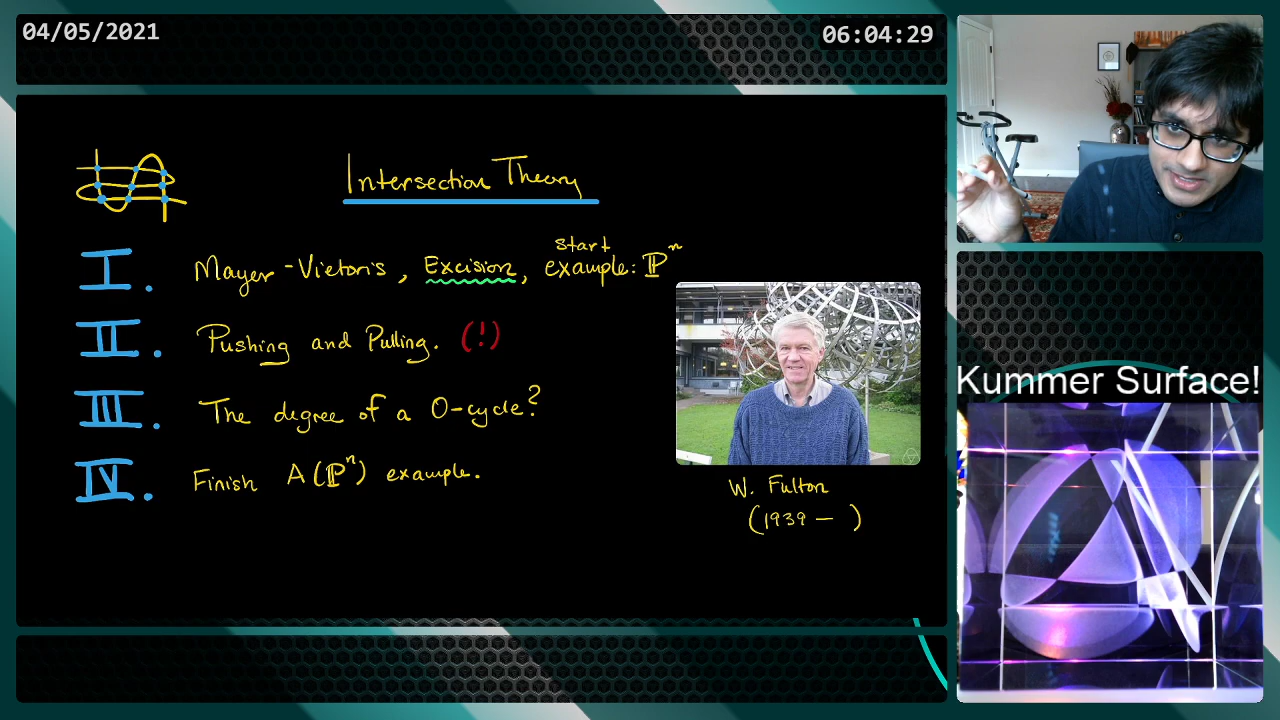 04/05/2021
06:04:29
Intersection Theory
I. Mayer-Vietoris, Excision, start example: ℙⁿ
II. Pushing and Pulling. (!)
III. The degree of a 0-cycle?
IV. Finish A(ℙⁿ) example.
W. Fulton
(1939 — )
Kummer Surface!